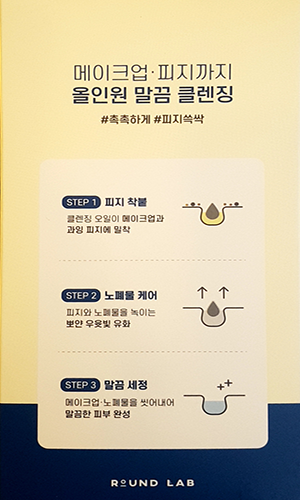 메이크업·피지까지
올인원 말끔 클렌징
#촉촉하게 #피지쓱싹
STEP 1 피지 착붙
클렌징 오일이 메이크업과
과잉 피지에 밀착
STEP 2 노폐물 케어
피지와 노폐물을 녹이는
뽀얀 우윳빛 유화
STEP 3 말끔 세정
메이크업·노폐물을 씻어내어
말끔한 피부 완성
ROUND LAB